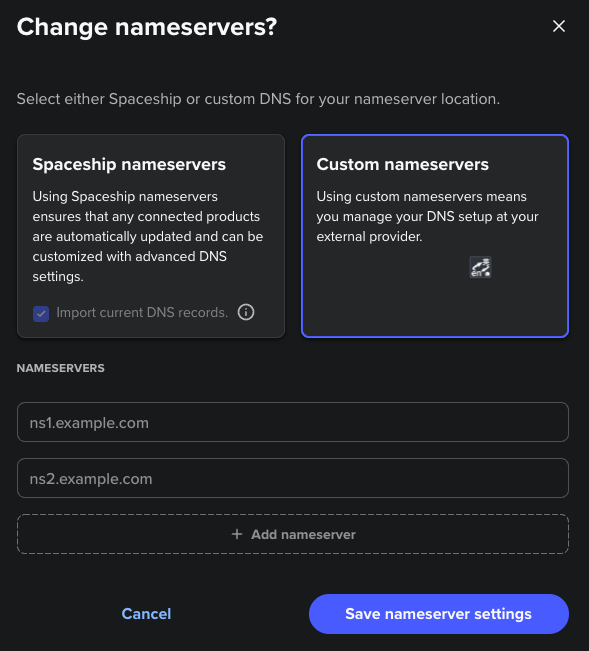 Change nameservers?
Select either Spaceship or custom DNS for your nameserver location.
Spaceship nameservers
Using Spaceship nameservers
ensures that any connected products
are automatically updated and can be
customized with advanced DNS
settings.
Import current DNS records.
Custom nameservers
Using custom nameservers means
you manage your DNS setup at your
external provider.
en
NAMESERVERS
ns1.example.com
ns2.example.com
+ Add nameserver
Cancel
Save nameserver settings